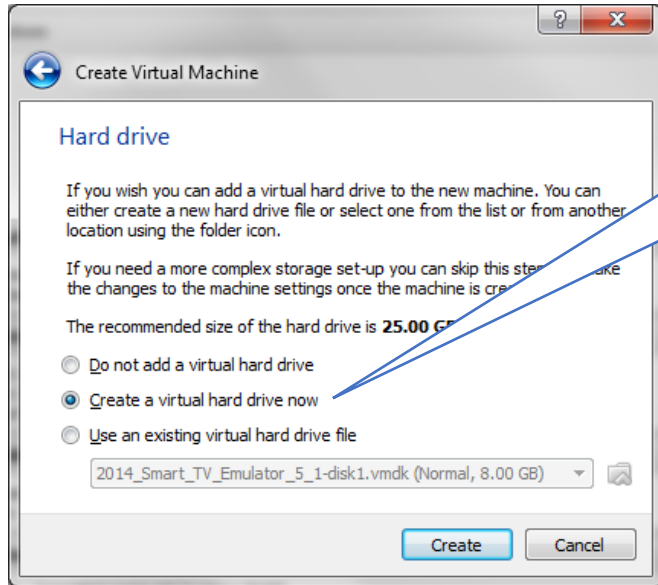 Create Virtual Machine
Hard drive
If you wish you can add a virtual hard drive to the new machine. You can
either create a new hard drive file or select one from the list or from another
location using the folder icon.
If you need a more complex storage set-up you can skip this
the changes to the machine settings once the machine is
The recommended size of the hard drive is 25.00
Do not add a virtual hard drive
Create a virtual hard drive now
Use an existing virtual hard drive file
2014_Smart_TV_Emulator_5_1-disk1.vmdk (Normal, 8.00 GB)
Create Cancel